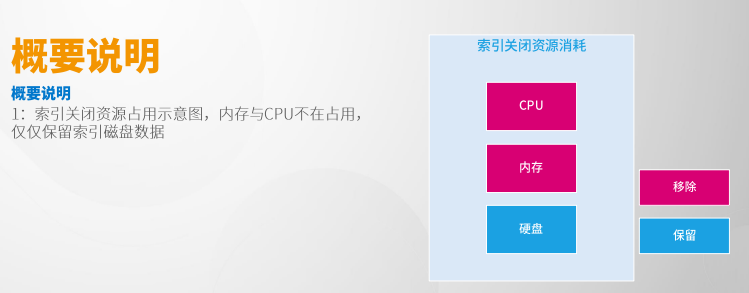 概要说明
概要说明
1：索引关闭资源占用示意图，内存与CPU不在占用，
仅仅保留索引磁盘数据
索引关闭资源消耗
CPU
内存
硬盘
移除
保留